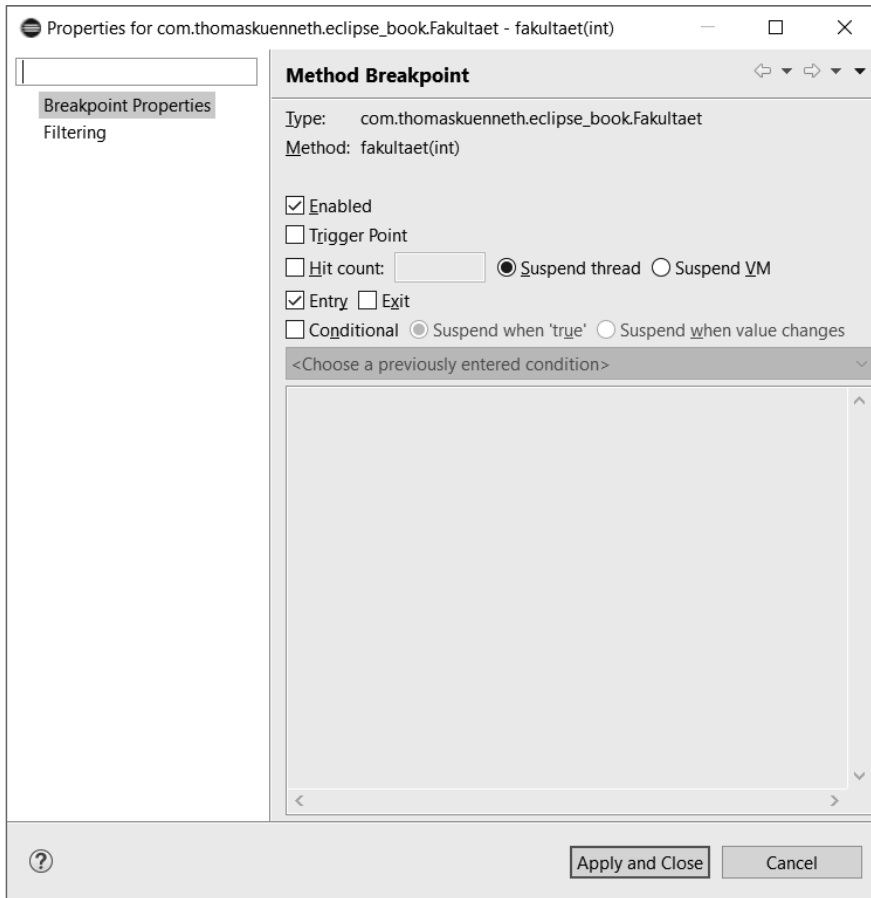 Properties for com.thomaskuenneth.eclipse_book.Fakultaet - fakultaet(int)
Breakpoint Properties
Filtering
Method Breakpoint
Type: com.thomaskuenneth.eclipse_book.Fakultaet
Method: fakultaet(int)
Enabled
Trigger Point
Hit count: Suspend thread Suspend VM
Entry Exit
Conditional Suspend when 'true' Suspend when value changes
<Choose a previously entered condition>
Apply and Close Cancel